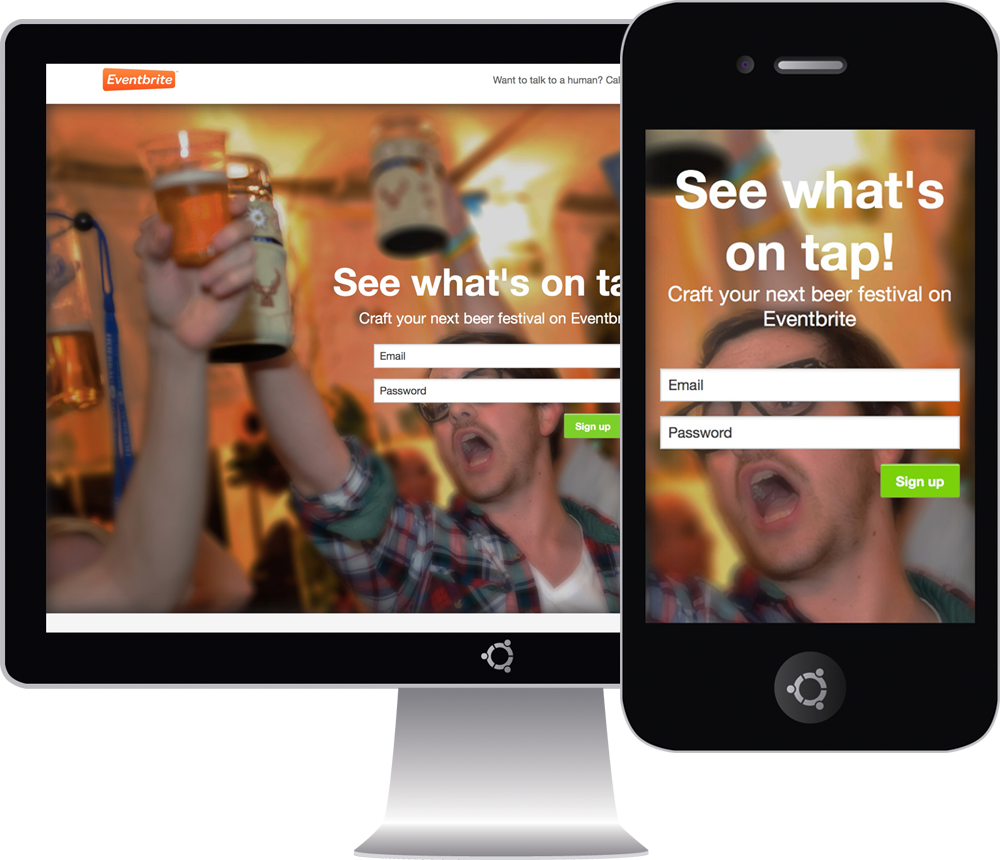 Eventbrite
Want to talk to a human? Cal
See what's on ta
Craft your next beer festival on Eventbr
Email
Password
Sign up
See what's
on tap!
Craft your next beer festival on
Eventbrite
Email
Password
Sign up